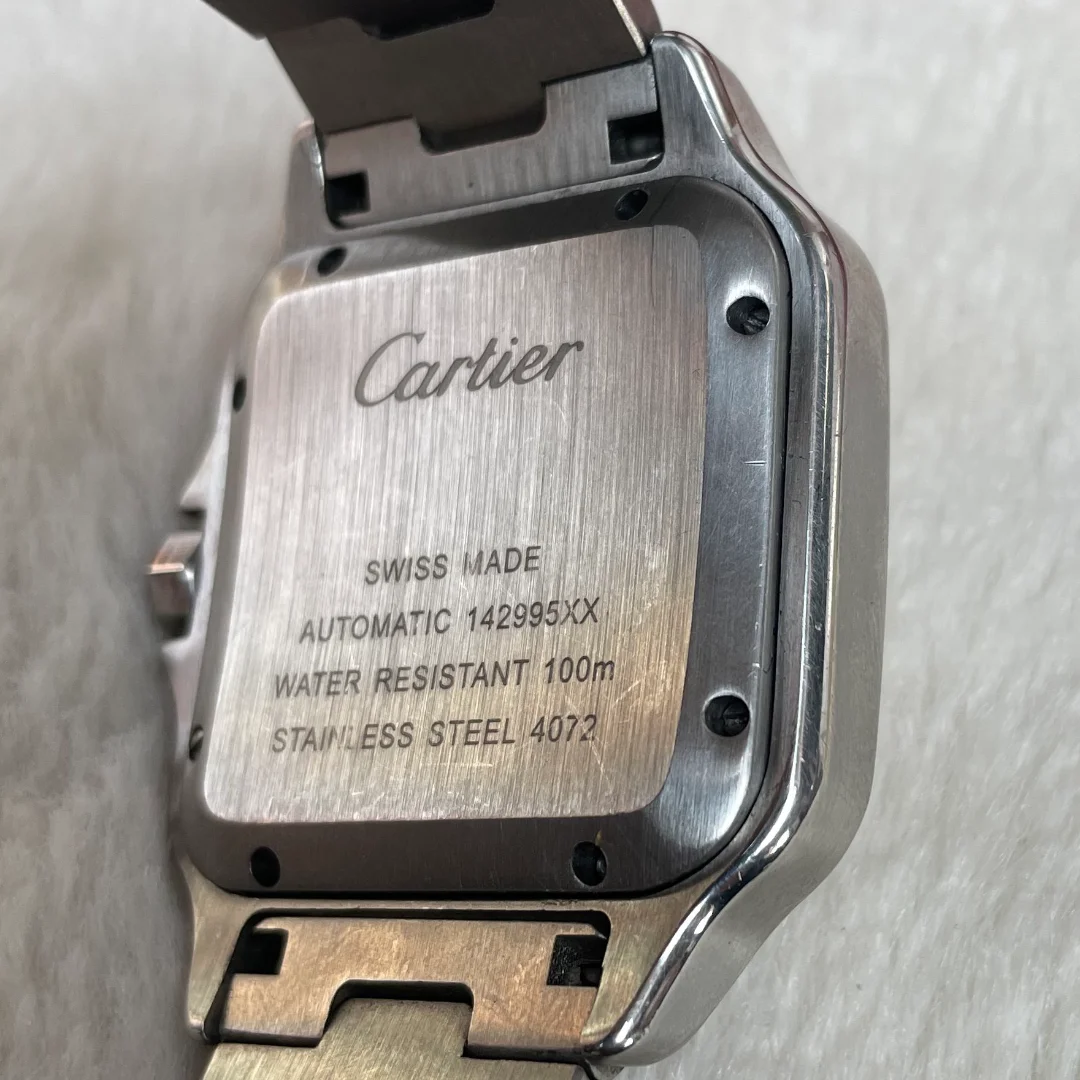 Cartier
SWISS MADE
AUTOMATIC 142995XX
WATER RESISTANT 100m
STAINLESS STEEL 4072